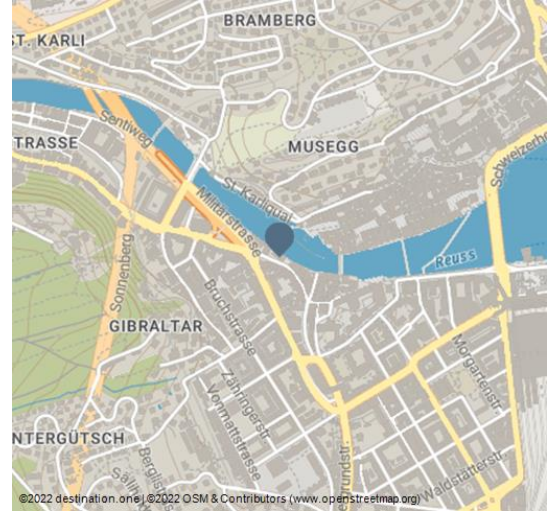 BRAMBERG
ST. KARLI
Sentiweg
TRASSE
MUSEGG
Schweizerho
St.-Karliquai
Militärstrasse
Reuss
Sonnenberg
GIBRALTAR
Bruchstrasse
Morgartenstr.
Zähringerstr.
Vonmattstrasse
NTERGÜTSCH
Waldstätterstr.
©2022 destination.one | ©2022 OSM & Contributors (www.openstreetmap.org)